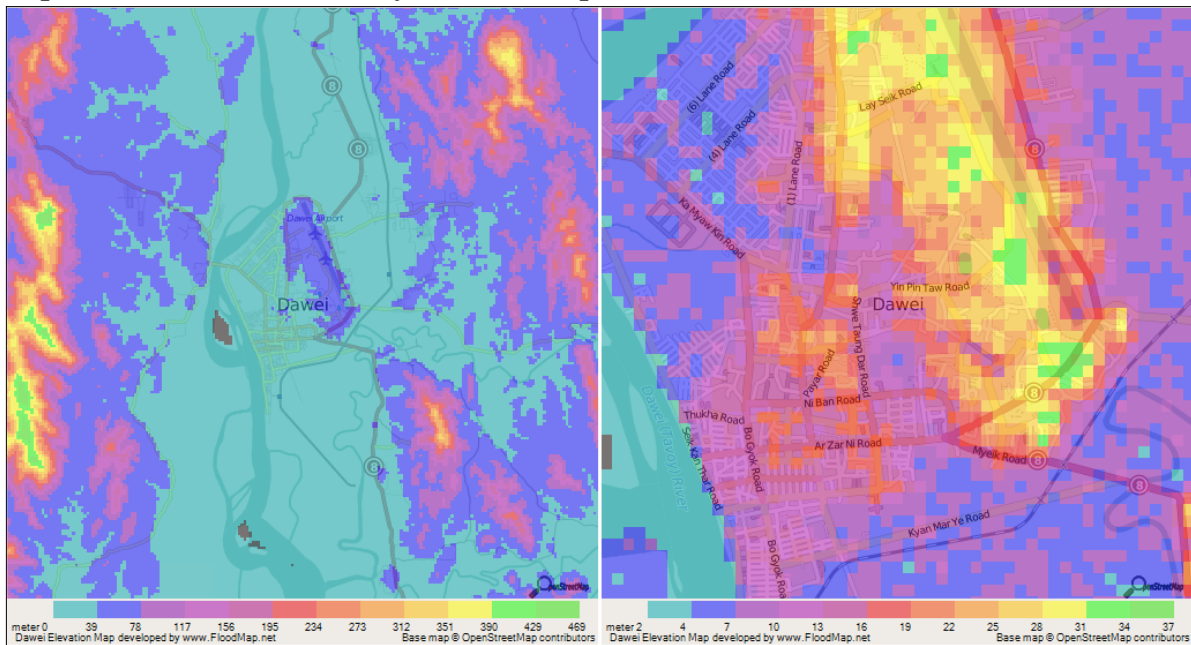 8
8
Dawei Airport
Dawei
8
OpenStreetMap
meter 0 39 78 117 156 195 234 273 312 351 390 429 469
Dawei Elevation Map developed by www.FloodMap.net
Base map © OpenStreetMap contributors
(6) Lane Road
(4) Lane Road
Lay Seik Road
8
(1) Lane Road
Ka Myaw Kin Road
Yin Pin Taw Road
Dawei
Shwe Taung Dar Road
Payar Road
Dawei (Tavoy) River
8
Ni Ban Road
Thukha Road
Seik Kan Thar Road
Bo Gyok Road
Ar Zar Ni Road
Myeik Road
8
8
Kyan Mar Ye Road
Bo Gyok Road
OpenStreetMap
meter 2 4 7 10 13 16 19 22 25 28 31 34 37
Dawei Elevation Map developed by www.FloodMap.net
Base map © OpenStreetMap contributors